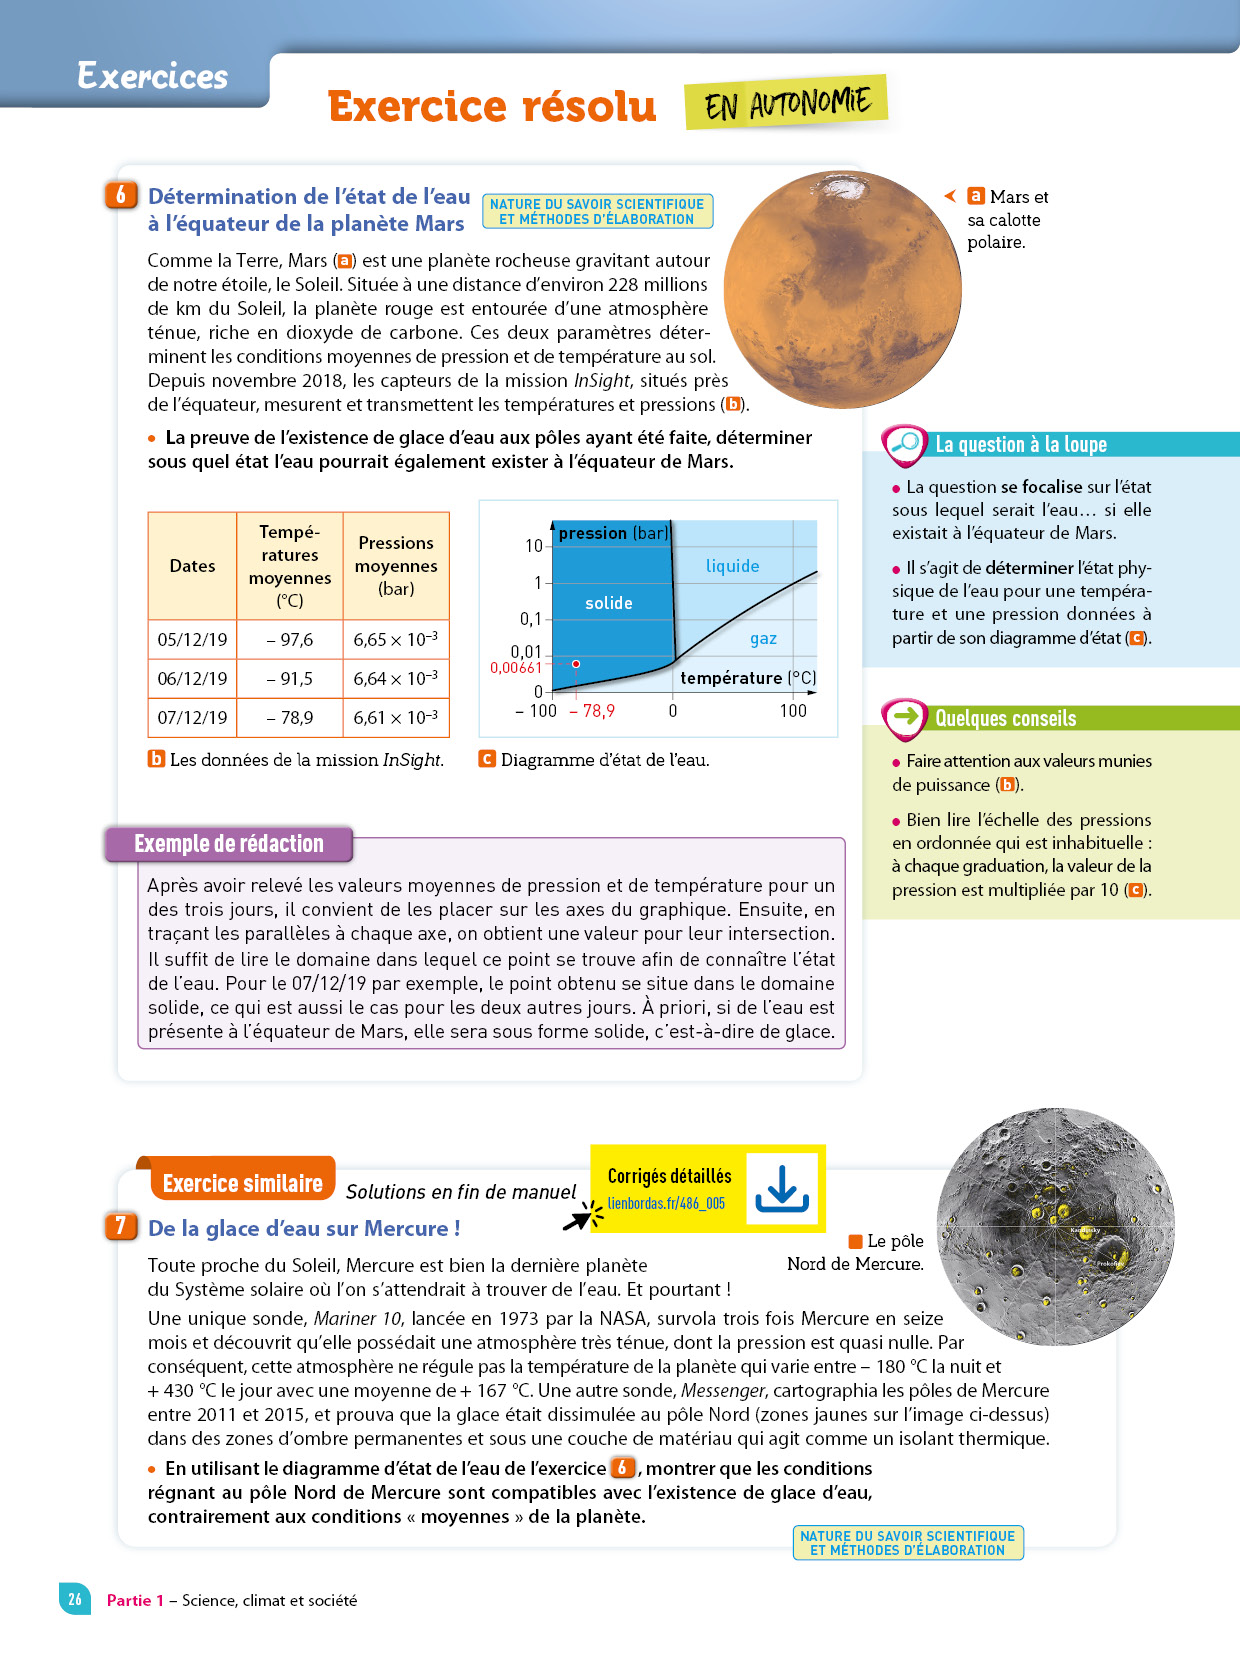 Exercices
Exercice résolu
EN AUTONOMIE
6
Détermination de l'état de l'eau
à l'équateur de la planète Mars
NATURE DU SAVOIR SCIENTIFIQUE
ET MÉTHODES D'ÉLABORATION
Comme la Terre, Mars (a) est une planète rocheuse gravitant autour
de notre étoile, le Soleil. Située à une distance d'environ 228 millions
de km du Soleil, la planète rouge est entourée d'une atmosphère
ténue, riche en dioxyde de carbone. Ces deux paramètres déter-
minent les conditions moyennes de pression et de température au sol.
Depuis novembre 2018, les capteurs de la mission InSight, situés près
de l'équateur, mesurent et transmettent les températures et pressions (b).
• La preuve de l'existence de glace d'eau aux pôles ayant été faite, déterminer
sous quel état l'eau pourrait également exister à l'équateur de Mars.
a Mars et
sa calotte
polaire.
Dates
Tempé-
ratures
moyennes
(°C)
Pressions
moyennes
(bar)
05/12/19 – 97,6 6,65 × 10–3
06/12/19 – 91,5 6,64 × 10–3
07/12/19 – 78,9 6,61 × 10–3
b Les données de la mission InSight.
pression (bar)
10
1
0,1
0,01
0,00661
0
solide
liquide
gaz
température (°C)
– 100 – 78,9 0 100
c Diagramme d'état de l'eau.
La question à la loupe
• La question se focalise sur l'état
sous lequel serait l'eau… si elle
existait à l'équateur de Mars.
• Il s'agit de déterminer l'état phy-
sique de l'eau pour une tempéra-
ture et une pression données à
partir de son diagramme d'état (c).
Quelques conseils
• Faire attention aux valeurs munies
de puissance (b).
• Bien lire l'échelle des pressions
en ordonnée qui est inhabituelle :
à chaque graduation, la valeur de la
pression est multipliée par 10 (c).
Exemple de rédaction
Après avoir relevé les valeurs moyennes de pression et de température pour un
des trois jours, il convient de les placer sur les axes du graphique. Ensuite, en
traçant les parallèles à chaque axe, on obtient une valeur pour leur intersection.
Il suffit de lire le domaine dans lequel ce point se trouve afin de connaître l'état
de l'eau. Pour le 07/12/19 par exemple, le point obtenu se situe dans le domaine
solide, ce qui est aussi le cas pour les deux autres jours. À priori, si de l'eau est
présente à l'équateur de Mars, elle sera sous forme solide, c'est-à-dire de glace.
Exercice similaire
Solutions en fin de manuel
Corrigés détaillés
lienbordas.fr/486_005
7
De la glace d'eau sur Mercure !
Le pôle
Nord de Mercure.
Kandinsky
Prokofiev
Toute proche du Soleil, Mercure est bien la dernière planète
du Système solaire où l'on s'attendrait à trouver de l'eau. Et pourtant !
Une unique sonde, Mariner 10, lancée en 1973 par la NASA, survola trois fois Mercure en seize
mois et découvrit qu'elle possédait une atmosphère très ténue, dont la pression est quasi nulle. Par
conséquent, cette atmosphère ne régule pas la température de la planète qui varie entre – 180 °C la nuit et
+ 430 °C le jour avec une moyenne de + 167 °C. Une autre sonde, Messenger, cartographia les pôles de Mercure
entre 2011 et 2015, et prouva que la glace était dissimulée au pôle Nord (zones jaunes sur l'image ci-dessus)
dans des zones d'ombre permanentes et sous une couche de matériau qui agit comme un isolant thermique.
• En utilisant le diagramme d'état de l'eau de l'exercice 6, montrer que les conditions
régnant au pôle Nord de Mercure sont compatibles avec l'existence de glace d'eau,
contrairement aux conditions « moyennes » de la planète.
NATURE DU SAVOIR SCIENTIFIQUE
ET MÉTHODES D'ÉLABORATION
26
Partie 1 – Science, climat et société